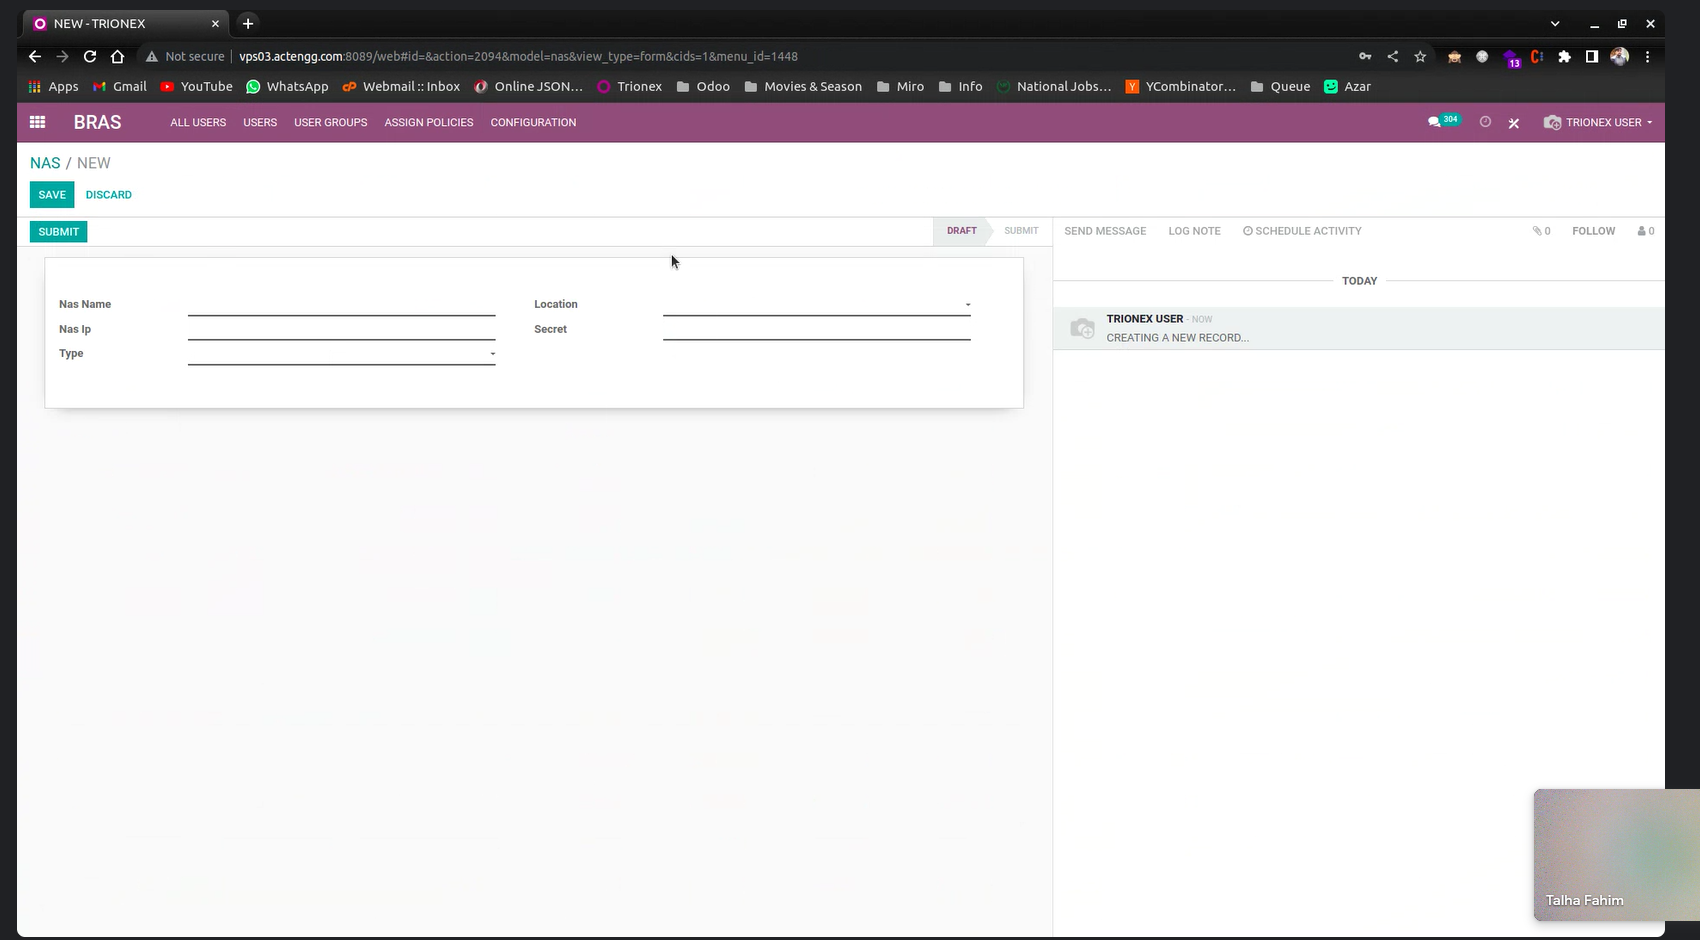 NEW - TRIONEX
Not secure vps03.actengg.com:8089/web#id=&action=2094&model=nas&view_type=form&cids=1&menu_id=1448
13
Apps Gmail YouTube WhatsApp Webmail :: Inbox Online JSON... Trionex Odoo Movies & Season Miro Info National Jobs... YCombinator... Queue Azar
BRAS ALL USERS USERS USER GROUPS ASSIGN POLICIES CONFIGURATION 304 TRIONEX USER
NAS / NEW
SAVE DISCARD
SUBMIT DRAFT SUBMIT SEND MESSAGE LOG NOTE SCHEDULE ACTIVITY 0 FOLLOW 0
TODAY
Nas Name Location
Nas Ip Secret
Type
TRIONEX USER - NOW
CREATING A NEW RECORD...
Talha Fahim